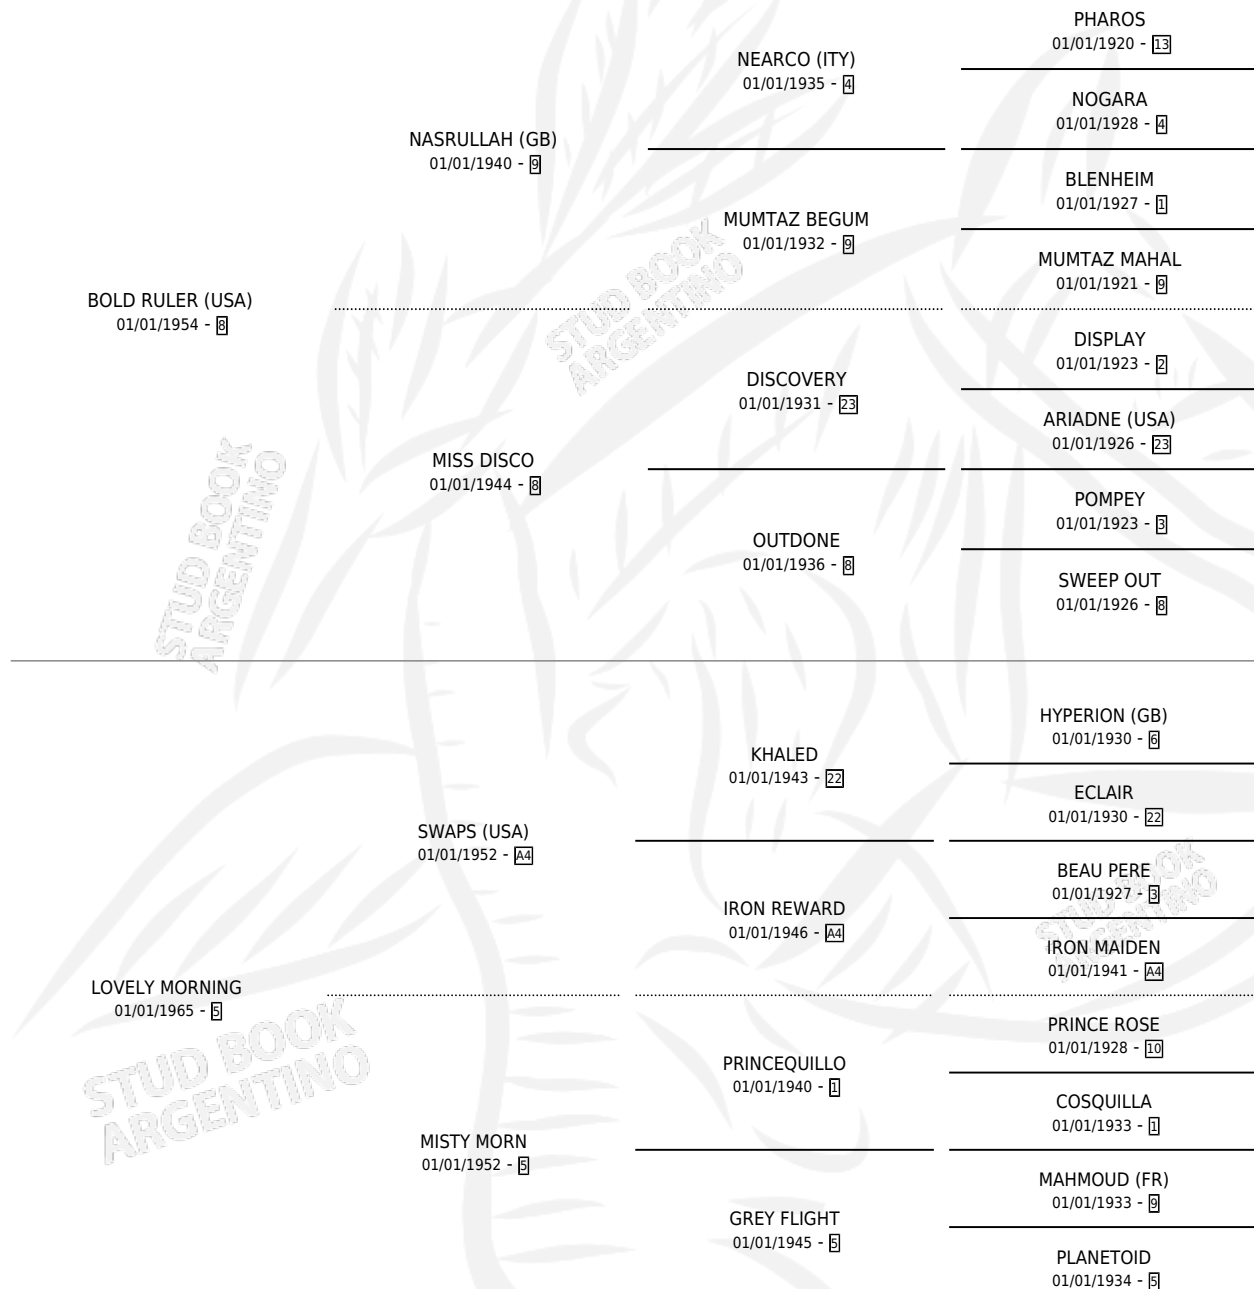 PHAROS
01/01/1920 - 13
NEARCO (ITY)
01/01/1935 - 4
NOGARA
01/01/1928 - 4
NASRULLAH (GB)
01/01/1940 - 9
BLENHEIM
01/01/1927 - 1
MUMTAZ BEGUM
01/01/1932 - 9
MUMTAZ MAHAL
01/01/1921 - 9
BOLD RULER (USA)
01/01/1954 - 8
STUD BOOK
ARGENTINO
DISPLAY
01/01/1923 - 2
DISCOVERY
01/01/1931 - 23
ARIADNE (USA)
01/01/1926 - 23
MISS DISCO
01/01/1944 - 8
POMPEY
01/01/1923 - 3
OUTDONE
01/01/1936 - 8
SWEEP OUT
01/01/1926 - 8
STUD BOOK
ARGENTINO
HYPERION (GB)
01/01/1930 - 6
KHALED
01/01/1943 - 22
ECLAIR
01/01/1930 - 22
SWAPS (USA)
01/01/1952 - A4
BEAU PERE
01/01/1927 - 3
IRON REWARD
01/01/1946 - A4
STUD BOOK
ARGENTINO
IRON MAIDEN
01/01/1941 - A4
LOVELY MORNING
01/01/1965 - 5
PRINCE ROSE
01/01/1928 - 10
PRINCEQUILLO
01/01/1940 - 1
STUD BOOK
ARGENTINO
COSQUILLA
01/01/1933 - 1
MISTY MORN
01/01/1952 - 5
MAHMOUD (FR)
01/01/1933 - 9
GREY FLIGHT
01/01/1945 - 5
PLANETOID
01/01/1934 - 5